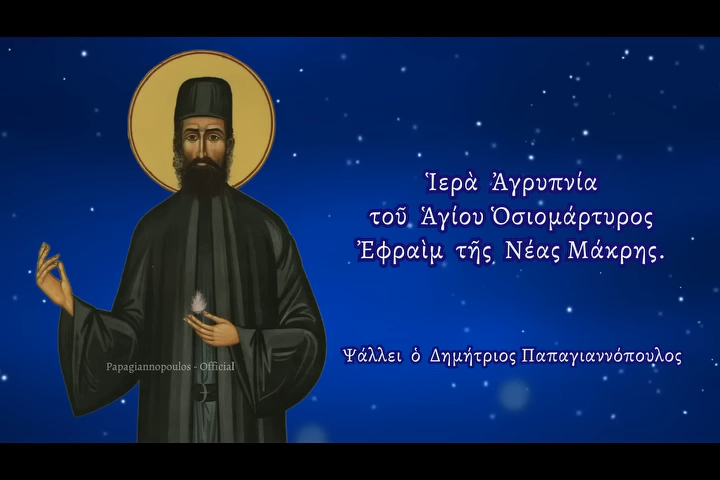 Ἱερὰ Ἀγρυπνία
τοῦ Ἁγίου Ὁσιομάρτυρος
Ἐφραὶμ τῆς Νέας Μάκρης.
Ψάλλει ὁ Δημήτριος Παπαγιαννόπουλος
Papagiannopoulos - Official